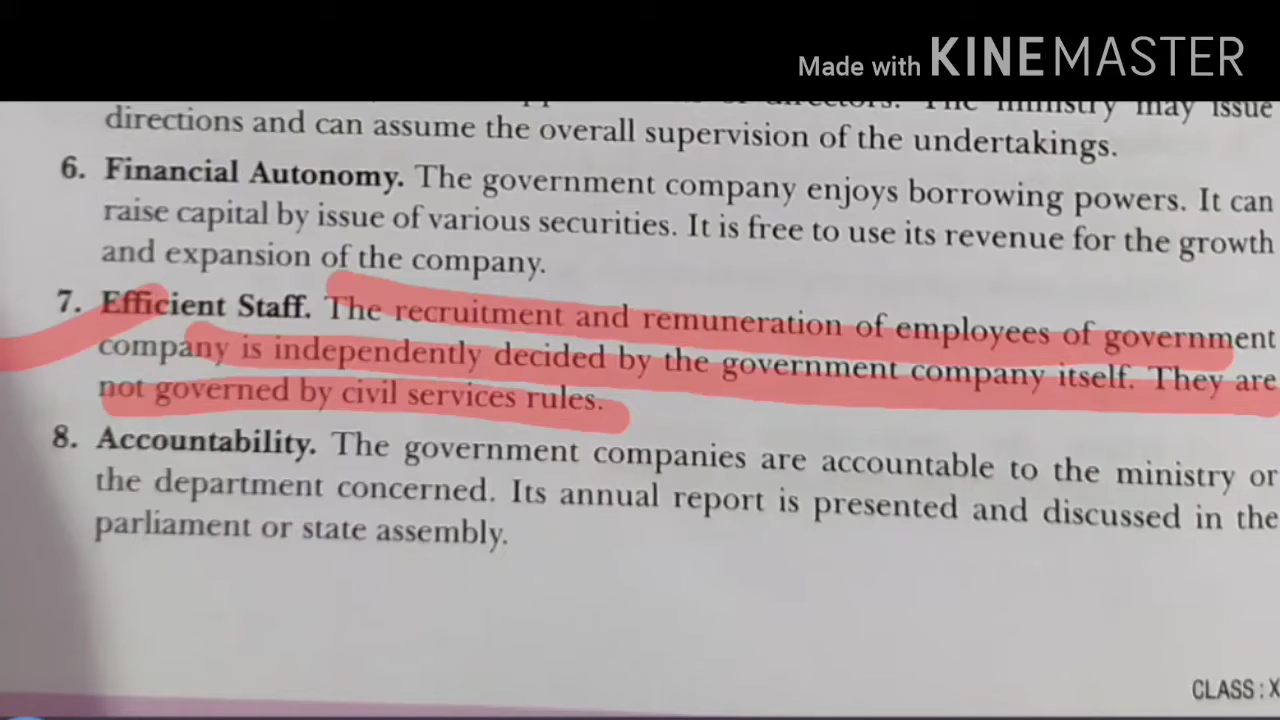 Made with KINEMASTER
directors. The ministry may issue
directions and can assume the overall supervision of the undertakings.
6. Financial Autonomy. The government company enjoys borrowing powers. It can
raise capital by issue of various securities. It is free to use its revenue for the growth
and expansion of the company.
7. Efficient Staff. The recruitment and remuneration of employees of government
company is independently decided by the government company itself. They are
not governed by civil services rules.
8. Accountability. The government companies are accountable to the ministry or
the department concerned. Its annual report is presented and discussed in the
parliament or state assembly.
CLASS : X